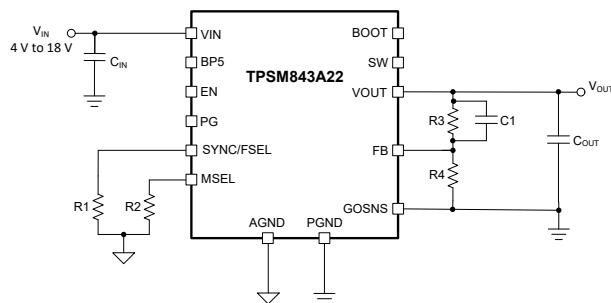 VIN
4 V to 18 V
CIN
VIN
BP5
EN
PG
SYNC/FSEL
MSEL
R1
R2
TPSM843A22
BOOT
SW
VOUT
FB
GOSNS
AGND
PGND
R3
C1
R4
VOUT
COUT